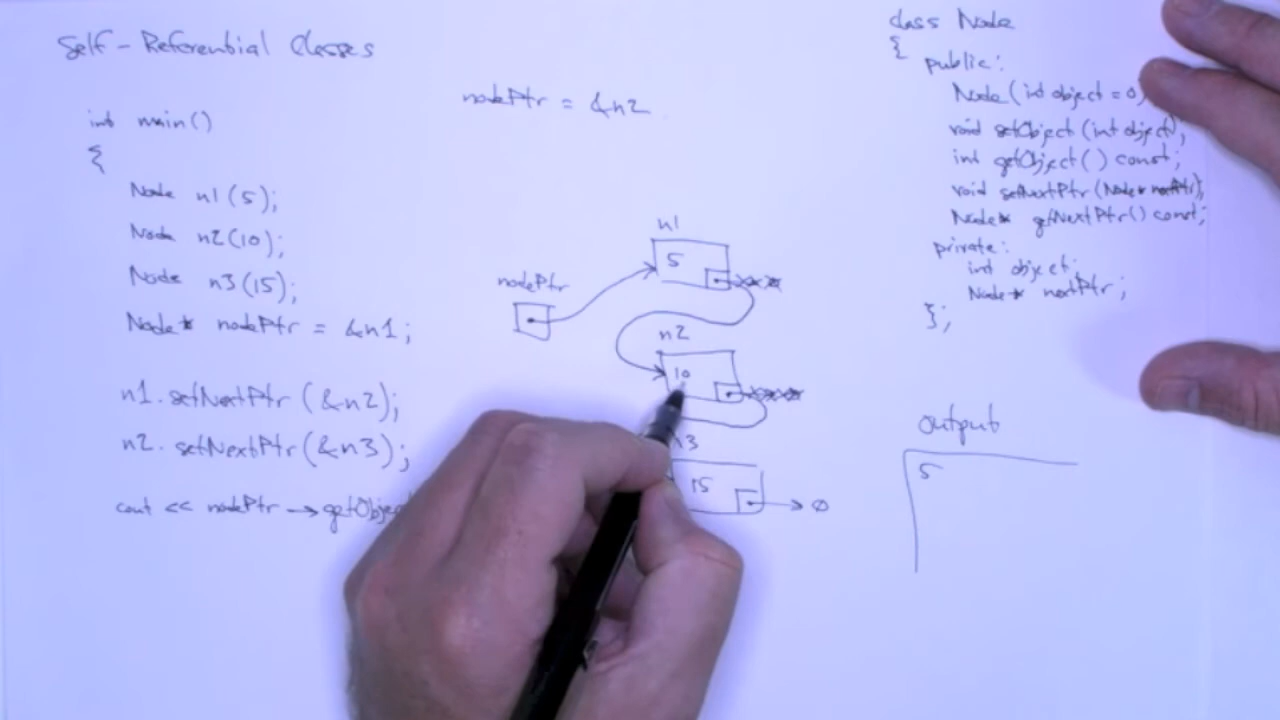 Self-Referential Classes
int main()
{
Node n1(5);
Node n2(10);
Node n3(15);
Node* nodePtr = &n1;
n1.setNextPtr(&n2);
n2.setNextPtr(&n3);
cout << nodePtr → getObjec
nodePtr = &n2
nodePtr
n1
5
n2
10
n3
15
0
class Node
{
public:
Node(int object = 0)
void setObject(int object);
int getObject() const;
void setNextPtr(Node* nextPtr);
Node* getNextPtr() const;
private:
int object;
Node* nextPtr;
};
Output
5